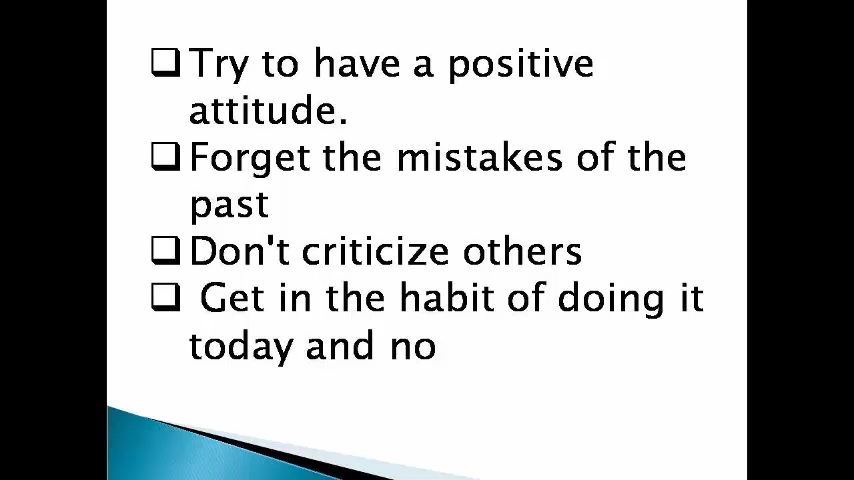 Try to have a positive
attitude.
Forget the mistakes of the
past
Don't criticize others
Get in the habit of doing it
today and no